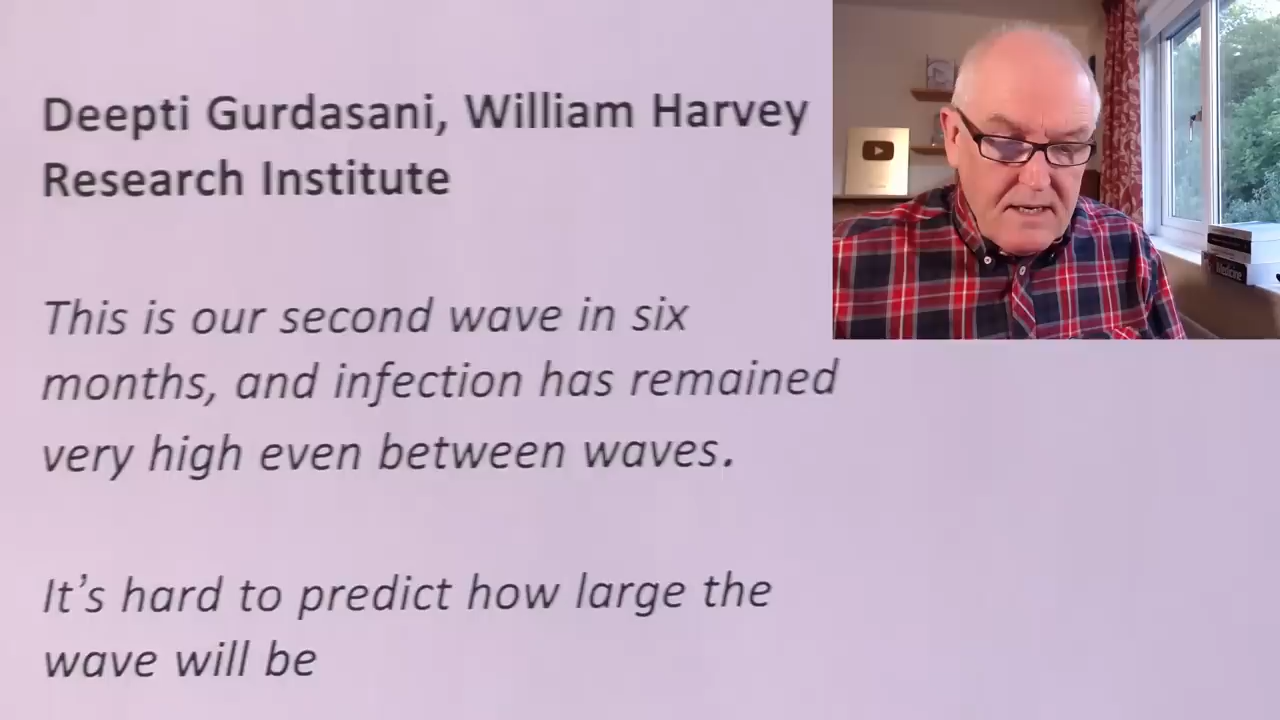 Deepti Gurdasani, William Harvey
Research Institute
This is our second wave in six
months, and infection has remained
very high even between waves.
It’s hard to predict how large the
wave will be
Medicine